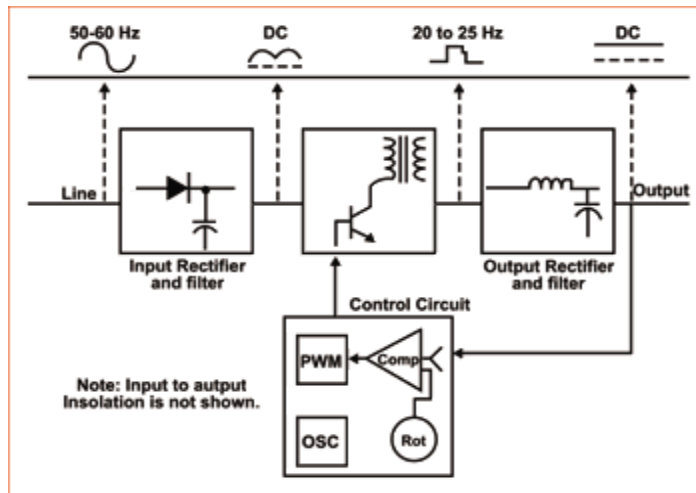 50-60 Hz
DC
20 to 25 Hz
DC
Line
Output
Input Rectifier
and filter
Output Rectifier
and filter
Control Circuit
PWM
Comp
Note: Input to autput
Insolation is not shown.
OSC
Rot